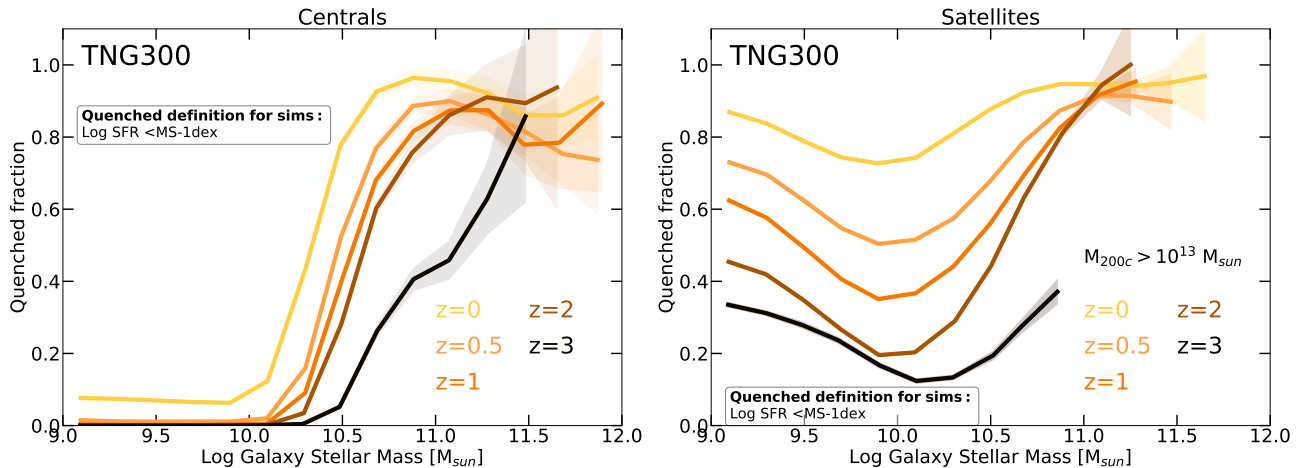 Centrals
TNG300
Quenched definition for sims:
Log SFR <MS-1dex
Quenched fraction
1.0
0.8
0.6
0.4
0.2
0.0
z=0 z=2
z=0.5 z=3
z=1
9.0 9.5 10.0 10.5 11.0 11.5 12.0
Log Galaxy Stellar Mass [Msun]
Satellites
TNG300
Quenched fraction
1.0
0.8
0.6
0.4
0.2
0.0
M200c > 10^13 Msun
z=0 z=2
z=0.5 z=3
z=1
Quenched definition for sims:
Log SFR <MS-1dex
9.0 9.5 10.0 10.5 11.0 11.5 12.0
Log Galaxy Stellar Mass [Msun]